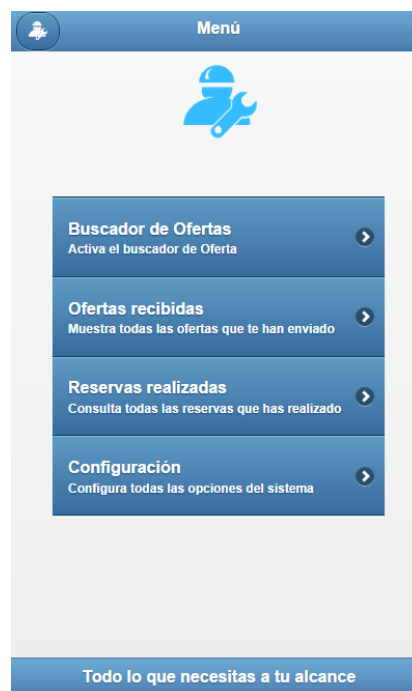 Menú
Buscador de Ofertas
Activa el buscador de Oferta
Ofertas recibidas
Muestra todas las ofertas que te han enviado
Reservas realizadas
Consulta todas las reservas que has realizado
Configuración
Configura todas las opciones del sistema
Todo lo que necesitas a tu alcance